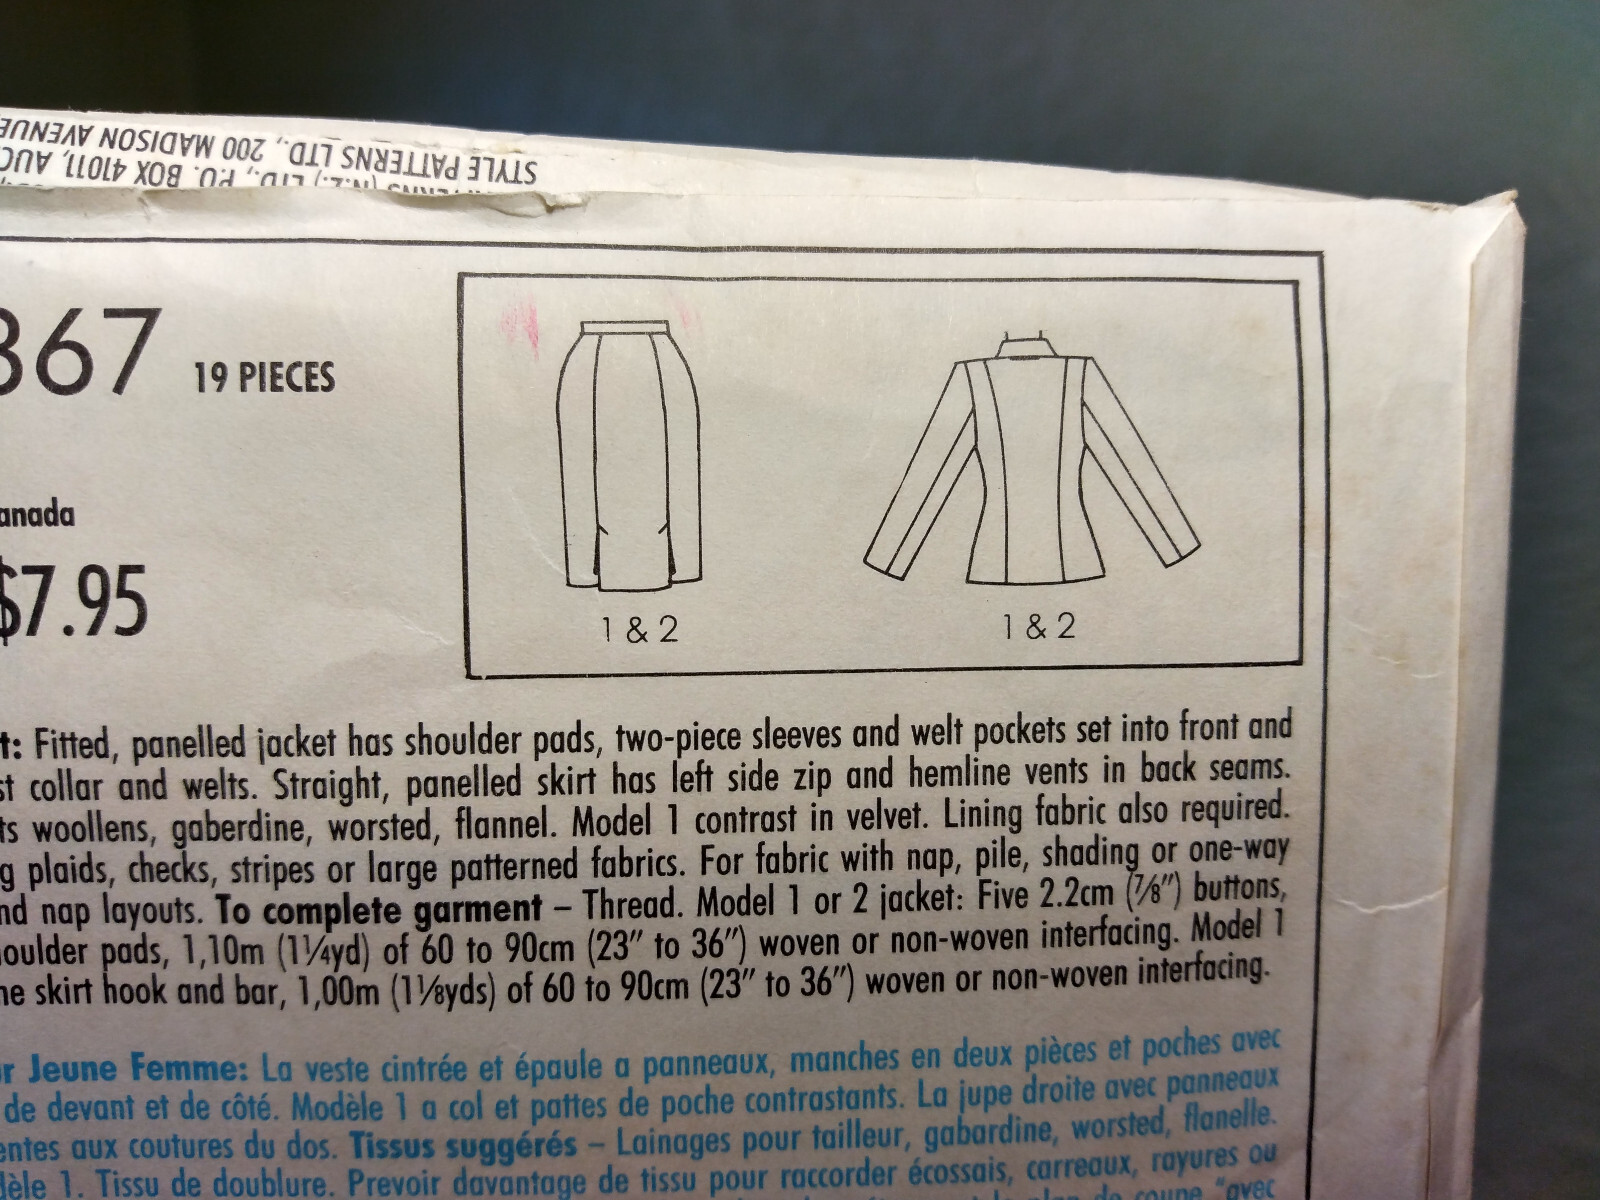 STYLE PATTERNS LTD., 200 MADISON AVENUE
LTD., P.O. BOX 41011,
367 19 PIECES
$7.95
1 & 2
1 & 2
Fitted, panelled jacket has shoulder pads, two-piece sleeves and welt pockets set into front and
collar and welts. Straight, panelled skirt has left side zip and hemline vents in back seams.
woollens, gaberdine, worsted, flannel. Model 1 contrast in velvet. Lining fabric also required.
plaids, checks, stripes or large patterned fabrics. For fabric with nap, pile, shading or one-way
nap layouts. To complete garment – Thread. Model 1 or 2 jacket: Five 2.2cm (7/8") buttons,
pads, 1,10m (1¼yd) of 60 to 90cm (23" to 36") woven or non-woven interfacing. Model 1
skirt hook and bar, 1,00m (1⅛yds) of 60 to 90cm (23" to 36") woven or non-woven interfacing.
Jeune Femme: La veste cintrée et épaule a panneaux, manches en deux pièces et poches avec
de devant et de côté. Modèle 1 a col et pattes de poche contrastants. La jupe droite avec panneaux
aux coutures du dos. Tissus suggérés – Lainages pour tailleur, gabardine, worsted, flanelle.
1. Tissu de doublure. Prevoir davantage de tissu pour raccorder écossais, carreaux, rayures ou
coupe "avec